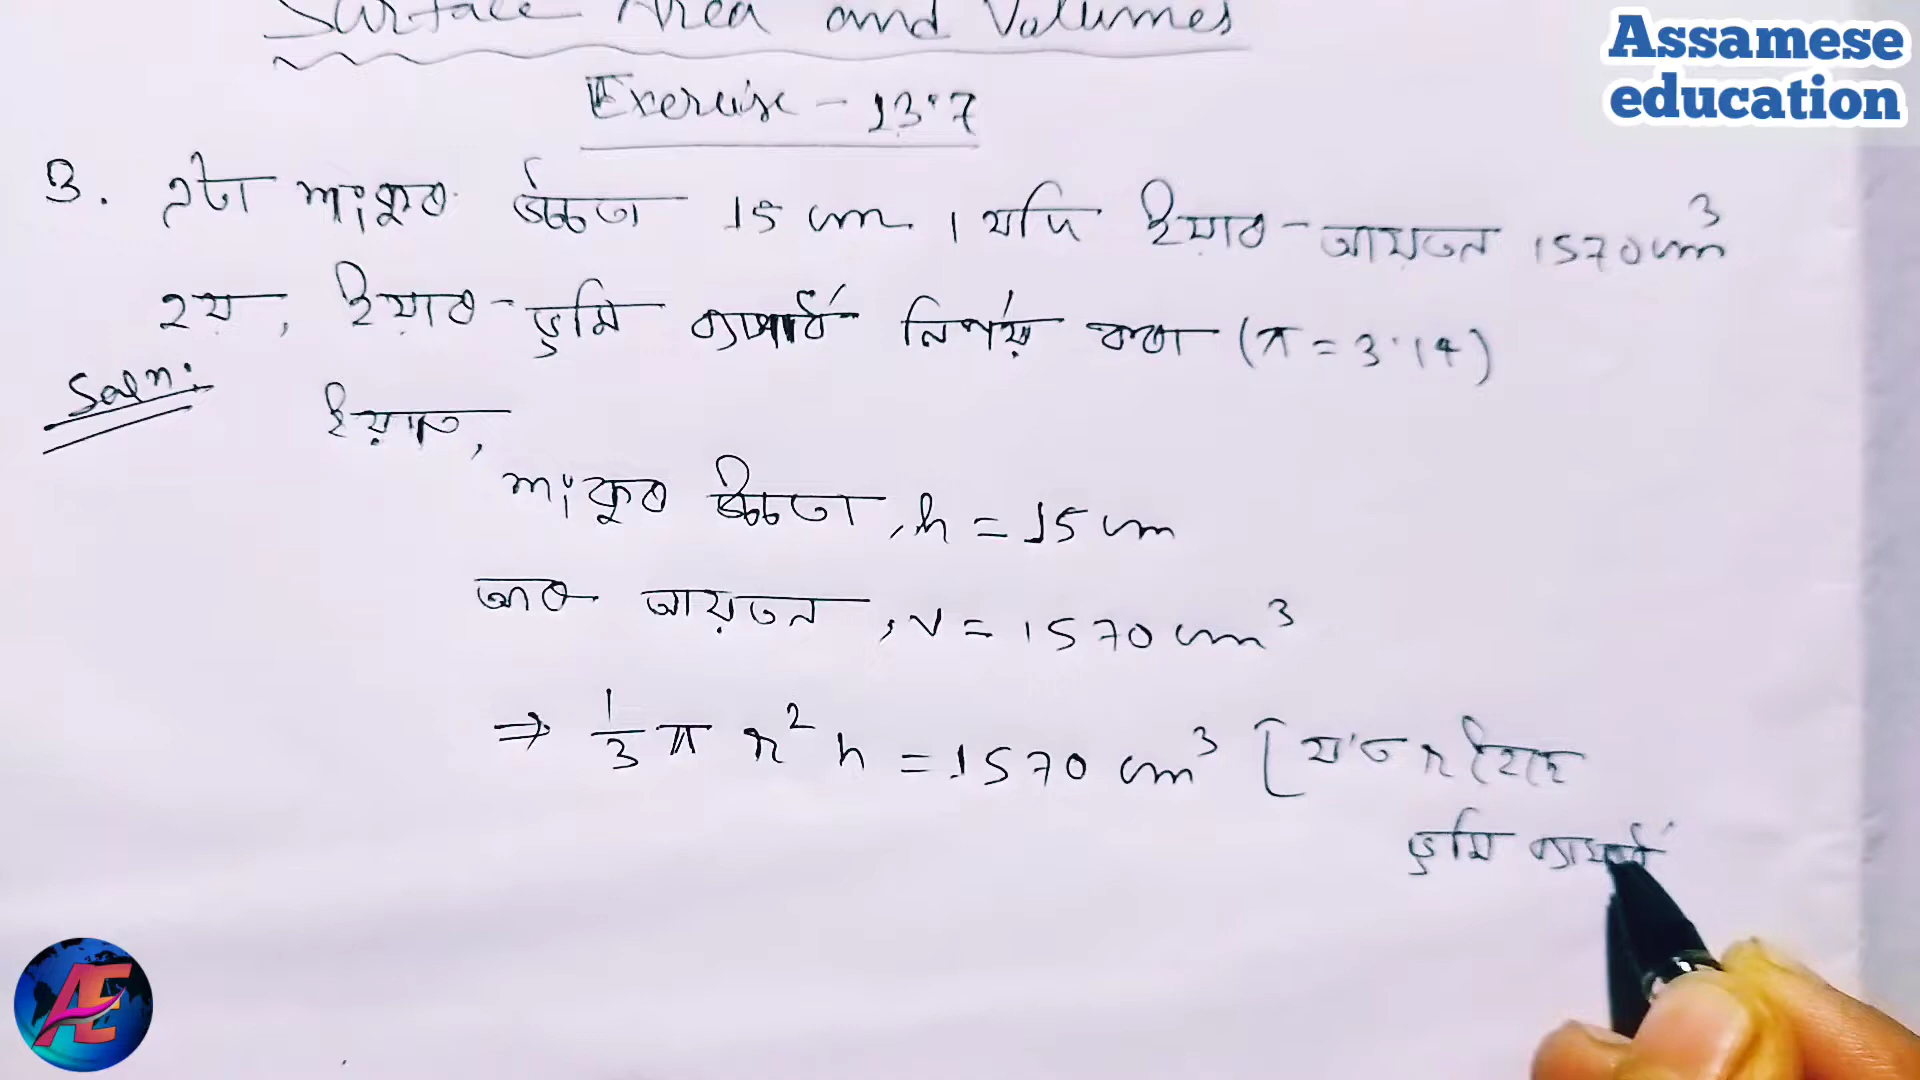 Surface Area and Volumes
Assamese
education
Exercise - 13.7
3. এটা শংকুৰ উচ্চতা 15 cm । যদি ইয়াৰ আয়তন 1570 cm³
হয়, ইয়াৰ ভূমি ব্যাসাৰ্ধ নিৰ্ণয় কৰা (π = 3.14)
Soln:
ইয়াত,
শংকুৰ উচ্চতা, h = 15 cm
আৰু আয়তন, v = 1570 cm³
⇒ 1/3 π r² h = 1570 cm³ [য'ত r হৈছে
ভূমি ব্যাসাৰ্ধ
AE